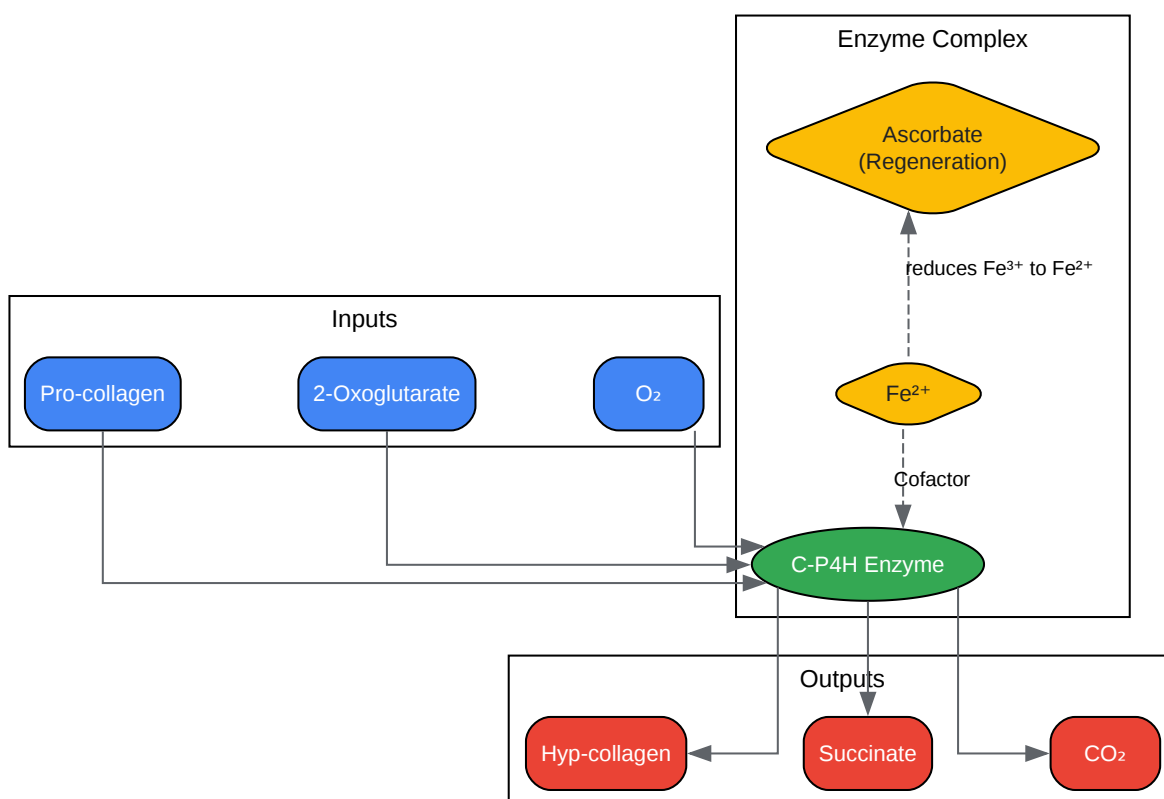 Enzyme Complex
Ascorbate
(Regeneration)
reduces Fe³⁺ to Fe²⁺
Inputs
Pro-collagen
2-Oxoglutarate
O₂
Fe²⁺
Cofactor
C-P4H Enzyme
Outputs
Hyp-collagen
Succinate
CO₂